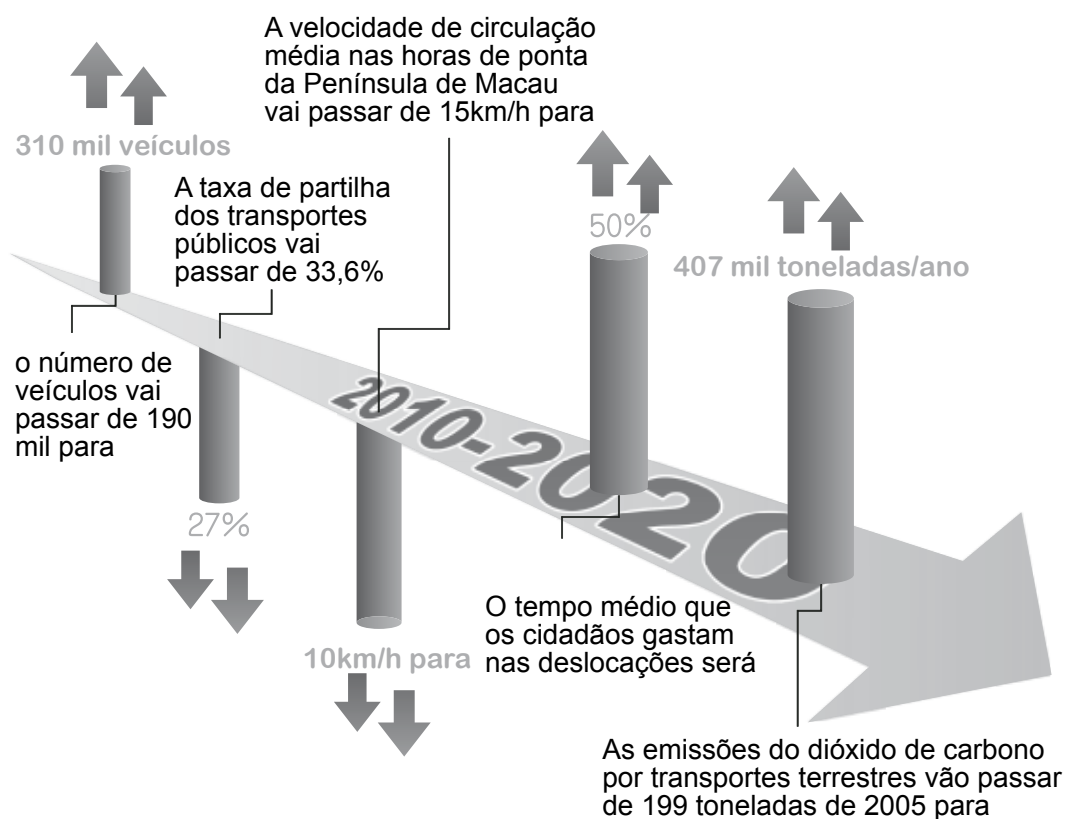 A velocidade de circulação
média nas horas de ponta
da Península de Macau
vai passar de 15km/h para
310 mil veículos
A taxa de partilha
dos transportes
públicos vai
passar de 33,6%
50%
407 mil toneladas/ano
o número de
veículos vai
passar de 190
mil para
2010-2020
27%
O tempo médio que
os cidadãos gastam
nas deslocações será
10km/h para
As emissões do dióxido de carbono
por transportes terrestres vão passar
de 199 toneladas de 2005 para